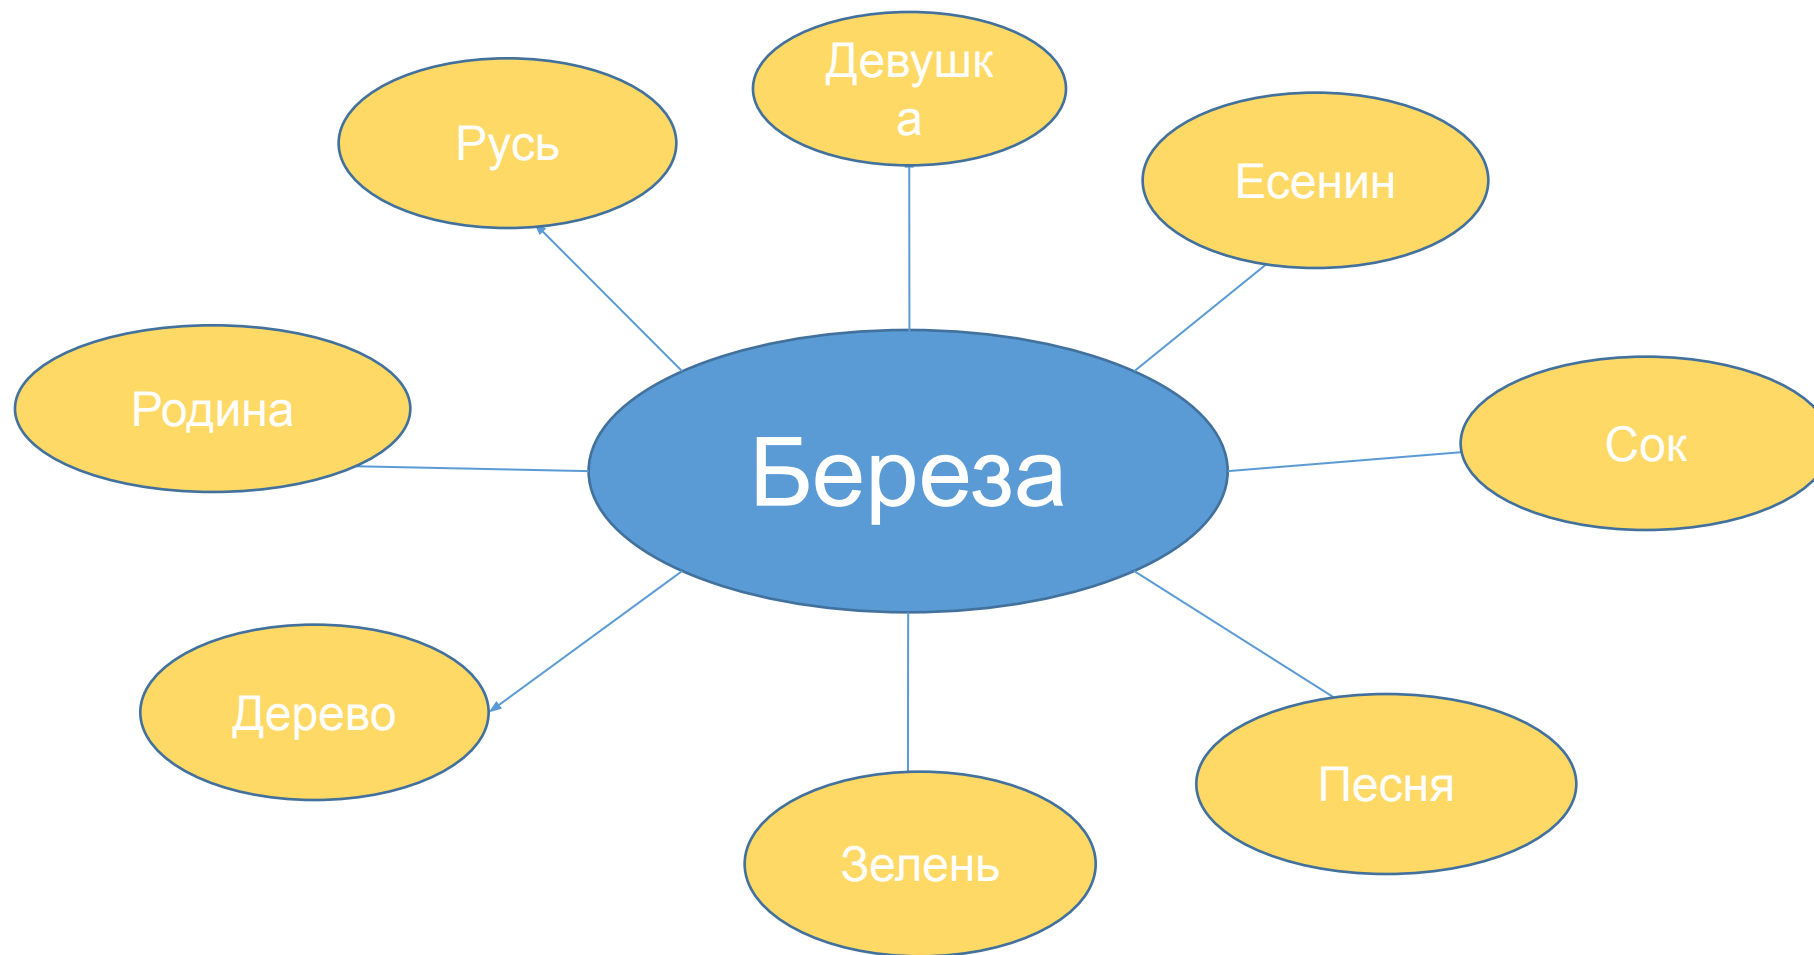 Девушк
а
Русь
Есенин
Родина
Сок
Береза
Дерево
Песня
Зелень